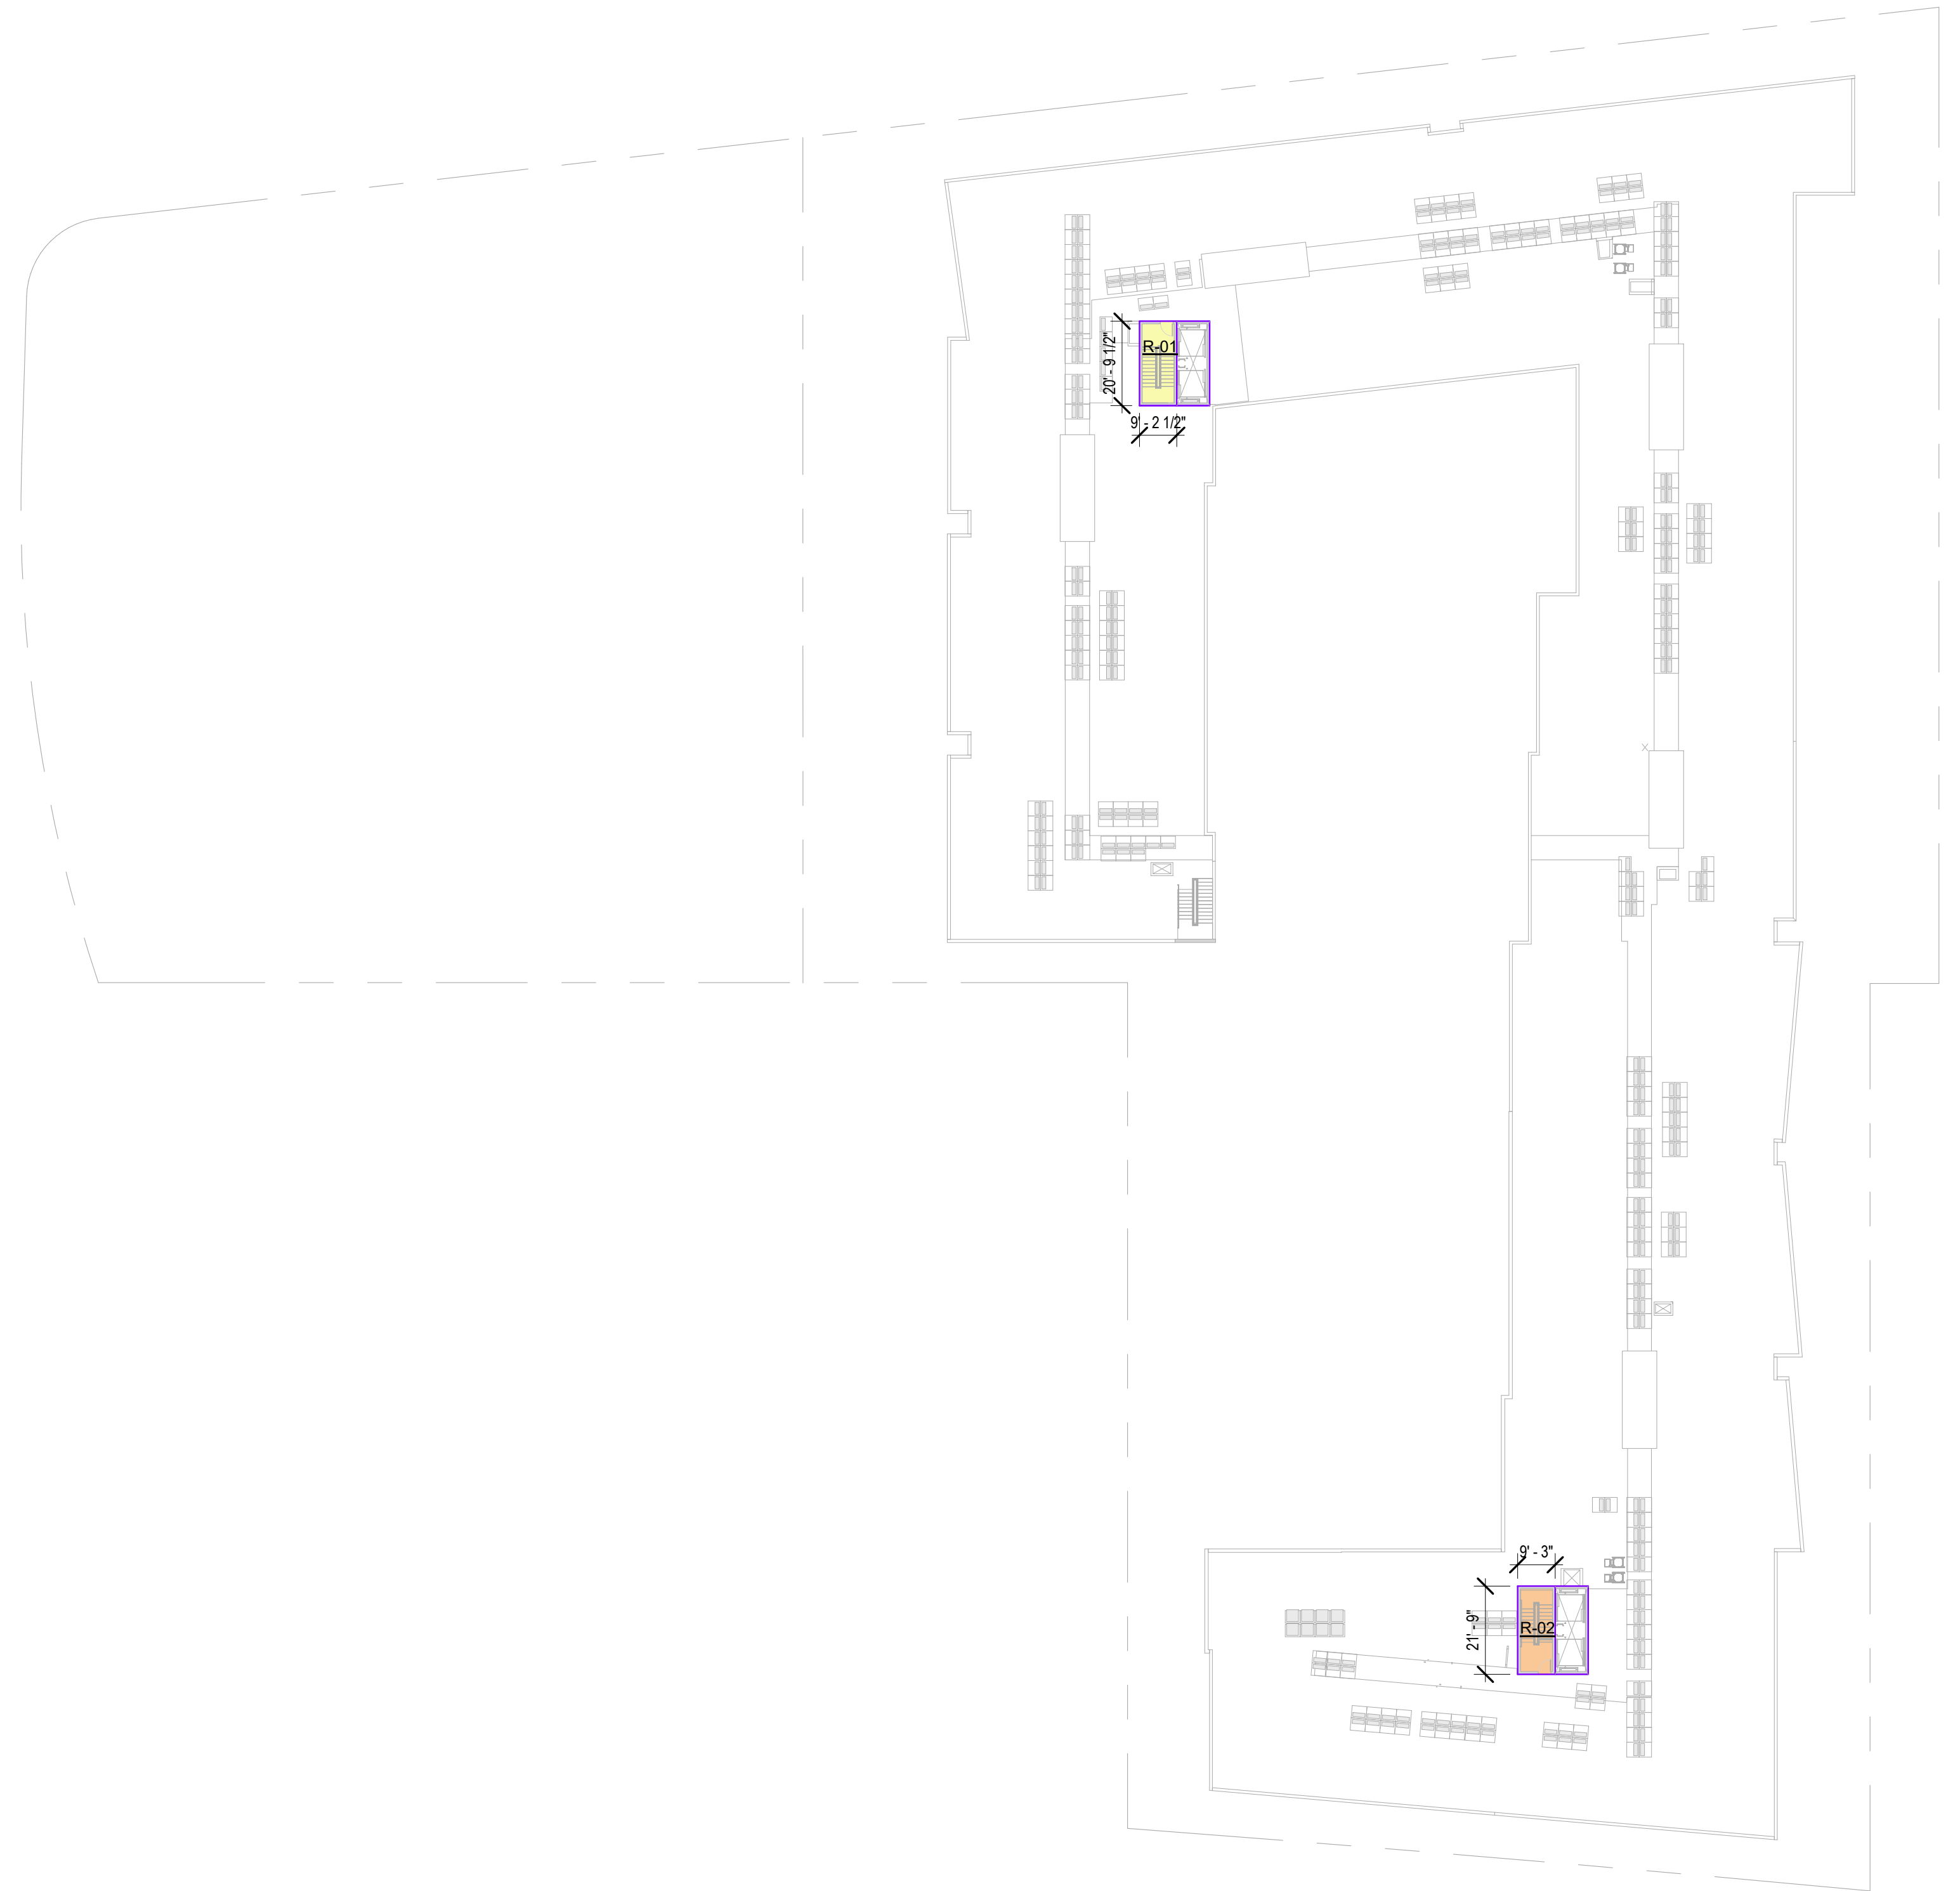 R-01
20' - 9 1/2"
9' - 2 1/2"
9' - 3"
21' - 9"
R-02